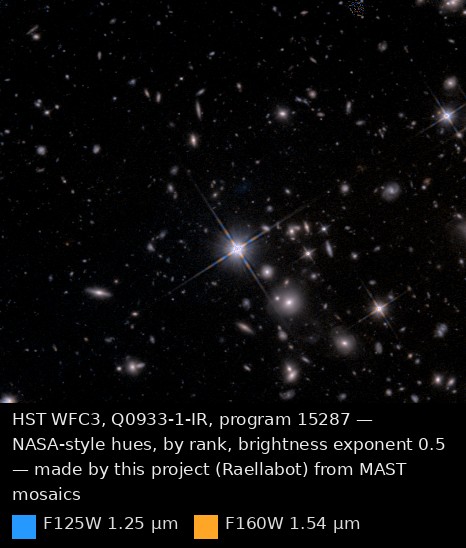 HST WFC3, Q0933-1-IR, program 15287 —
NASA-style hues, by rank, brightness exponent 0.5
— made by this project (Raellabot) from MAST
mosaics
F125W 1.25 μm F160W 1.54 μm